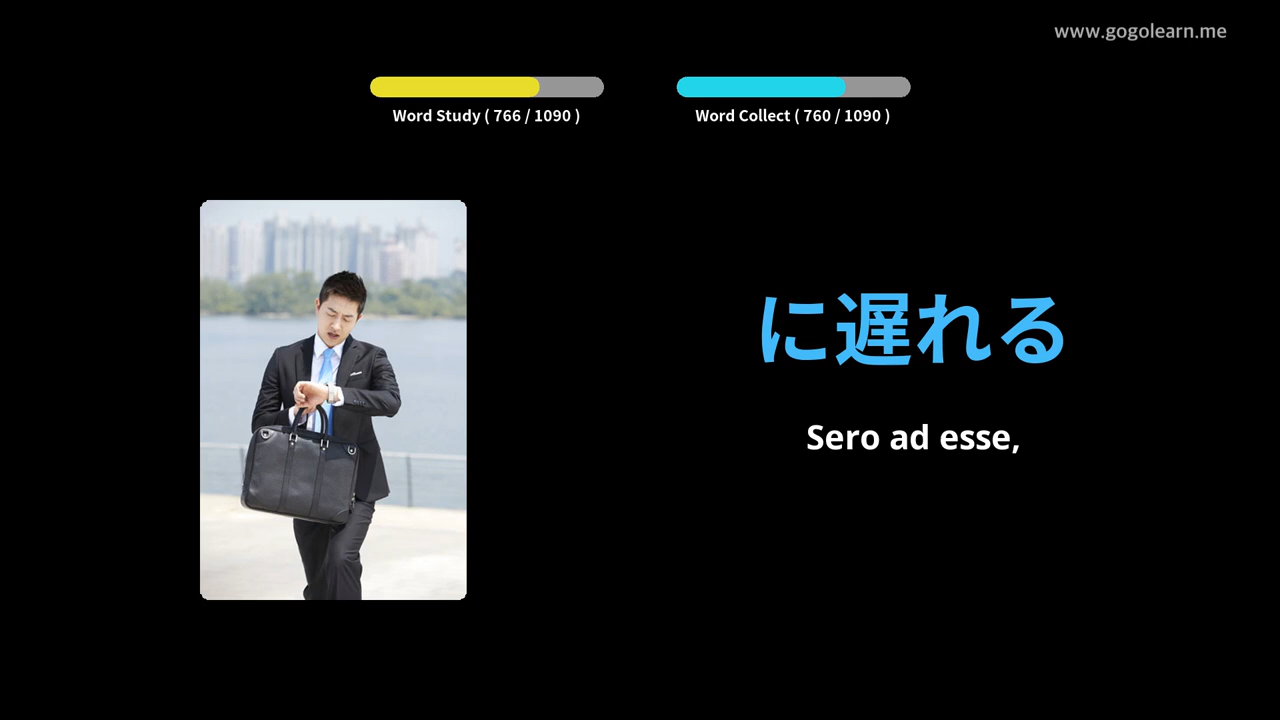 www.gogolearn.me
Word Study ( 766 / 1090 )
Word Collect ( 760 / 1090 )
に遅れる
Sero ad esse,